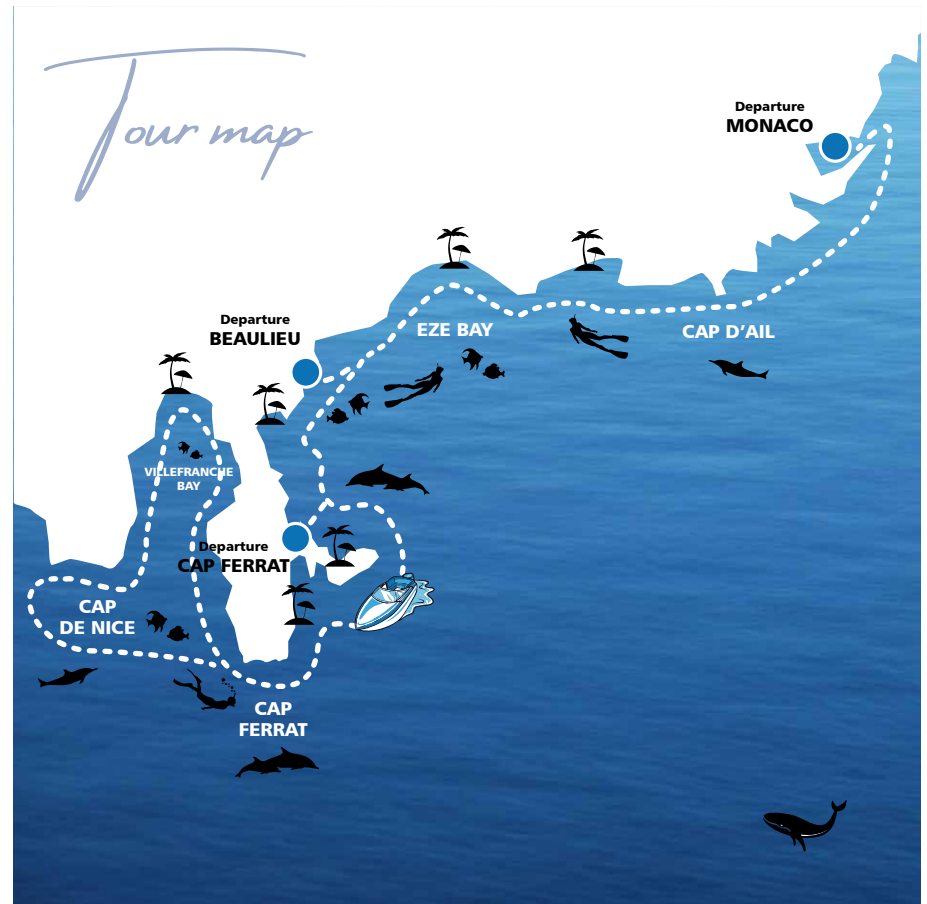 Tour map
Departure
MONACO
EZE BAY
CAP D'AIL
Departure
BEAULIEU
VILLEFRANCHE
BAY
Departure
CAP FERRAT
CAP
DE NICE
CAP
FERRAT